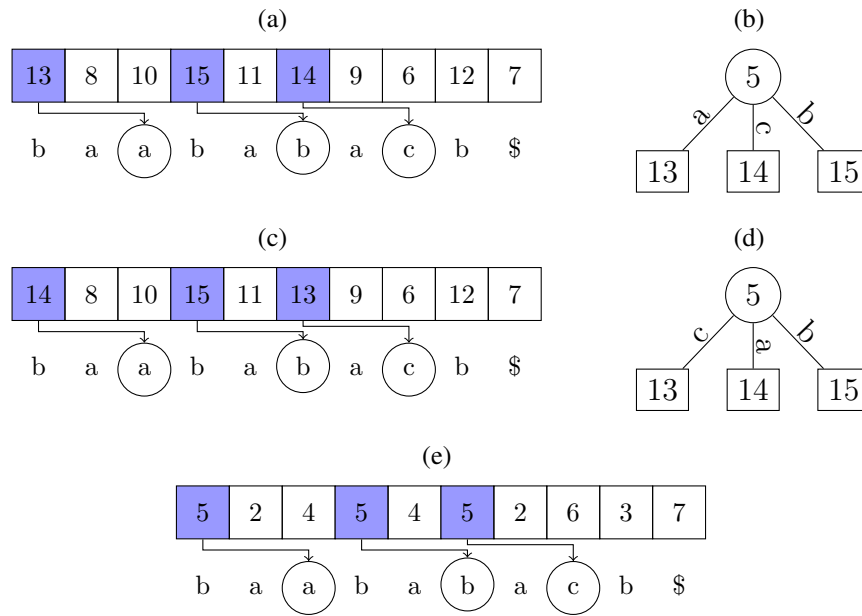 (a)
13 8 10 15 11 14 9 6 12 7
b a a b a b a c b $
(b)
5
a c b
13 14 15
(c)
14 8 10 15 11 13 9 6 12 7
b a a b a b a c b $
(d)
5
c a b
13 14 15
(e)
5 2 4 5 4 5 2 6 3 7
b a a b a b a c b $